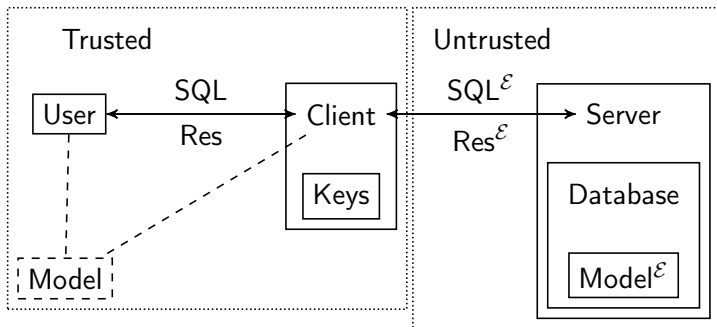 Trusted
Untrusted
User
SQL
Res
Client
Keys
Model
SQL^ℰ
Res^ℰ
Server
Database
Model^ℰ